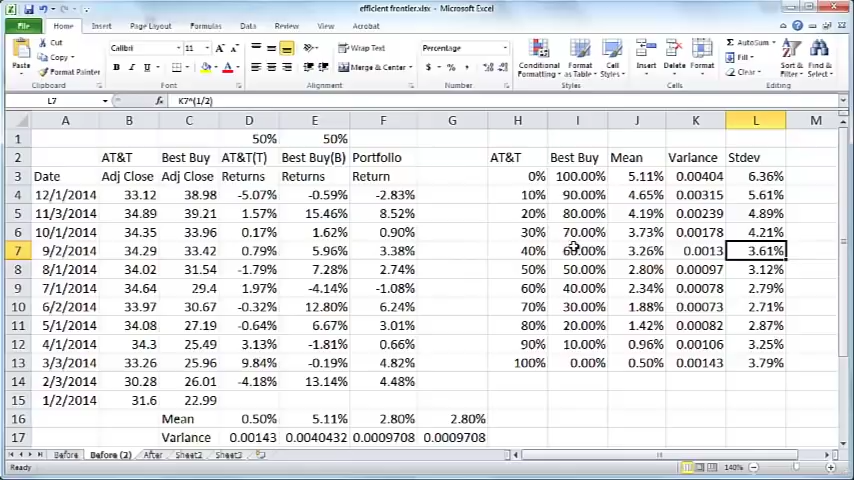 efficient frontier.xlsx - Microsoft Excel
File Home Insert Page Layout Formulas Data Review View Acrobat
Cut Calibri 11 Wrap Text Percentage AutoSum
Copy Fill
Paste Format Painter B I U Merge & Center $ % , Conditional Formatting Format as Table Cell Styles Insert Delete Format Clear Sort & Filter Find & Select
Clipboard Font Alignment Number Styles Cells Editing
L7 fx K7^(1/2)
A B C D E F G H I J K L M
1 50% 50%
2 AT&T Best Buy AT&T(T) Best Buy(B) Portfolio AT&T Best Buy Mean Variance Stdev
3 Date Adj Close Adj Close Returns Returns Return 0% 100.00% 5.11% 0.00404 6.36%
4 12/1/2014 33.12 38.98 -5.07% -0.59% -2.83% 10% 90.00% 4.65% 0.00315 5.61%
5 11/3/2014 34.89 39.21 1.57% 15.46% 8.52% 20% 80.00% 4.19% 0.00239 4.89%
6 10/1/2014 34.35 33.96 0.17% 1.62% 0.90% 30% 70.00% 3.73% 0.00178 4.21%
7 9/2/2014 34.29 33.42 0.79% 5.96% 3.38% 40% 60.00% 3.26% 0.0013 3.61%
8 8/1/2014 34.02 31.54 -1.79% 7.28% 2.74% 50% 50.00% 2.80% 0.00097 3.12%
9 7/1/2014 34.64 29.4 1.97% -4.14% -1.08% 60% 40.00% 2.34% 0.00078 2.79%
10 6/2/2014 33.97 30.67 -0.32% 12.80% 6.24% 70% 30.00% 1.88% 0.00073 2.71%
11 5/1/2014 34.08 27.19 -0.64% 6.67% 3.01% 80% 20.00% 1.42% 0.00082 2.87%
12 4/1/2014 34.3 25.49 3.13% -1.81% 0.66% 90% 10.00% 0.96% 0.00106 3.25%
13 3/3/2014 33.26 25.96 9.84% -0.19% 4.82% 100% 0.00% 0.50% 0.00143 3.79%
14 2/3/2014 30.28 26.01 -4.18% 13.14% 4.48%
15 1/2/2014 31.6 22.99
16 Mean 0.50% 5.11% 2.80% 2.80%
17 Variance 0.00143 0.0040432 0.0009708 0.0009708
Before Before (2) After Sheet2 Sheet3
Ready 140%